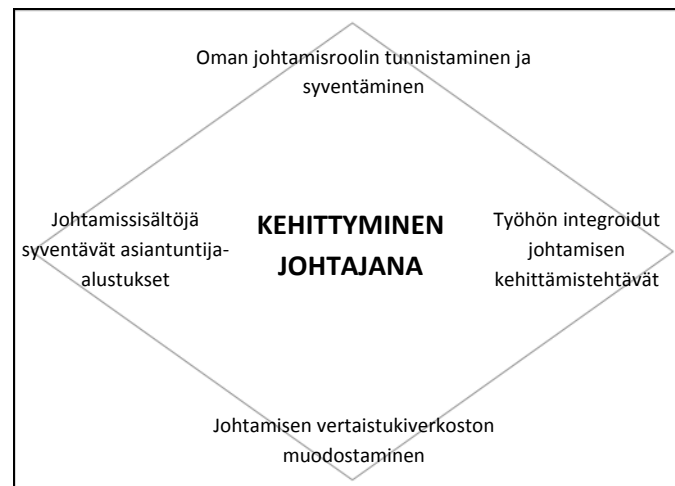 Oman johtamisroolin tunnistaminen ja
syventäminen
Johtamissisältöjä
syventävät asiantuntija-
alustukset
KEHITTYMINEN
JOHTAJANA
Työhön integroidut
johtamisen
kehittämistehtävät
Johtamisen vertaistukiverkoston
muodostaminen